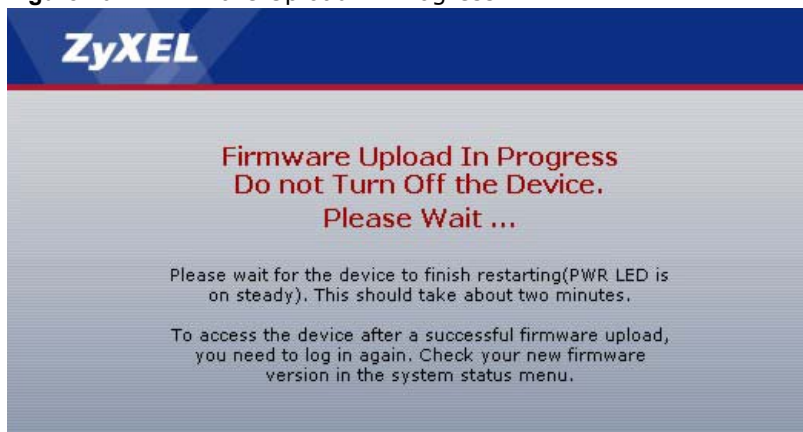 ZyXEL
Firmware Upload In Progress
Do not Turn Off the Device.
Please Wait ...
Please wait for the device to finish restarting(PWR LED is
on steady). This should take about two minutes.
To access the device after a successful firmware upload,
you need to log in again. Check your new firmware
version in the system status menu.